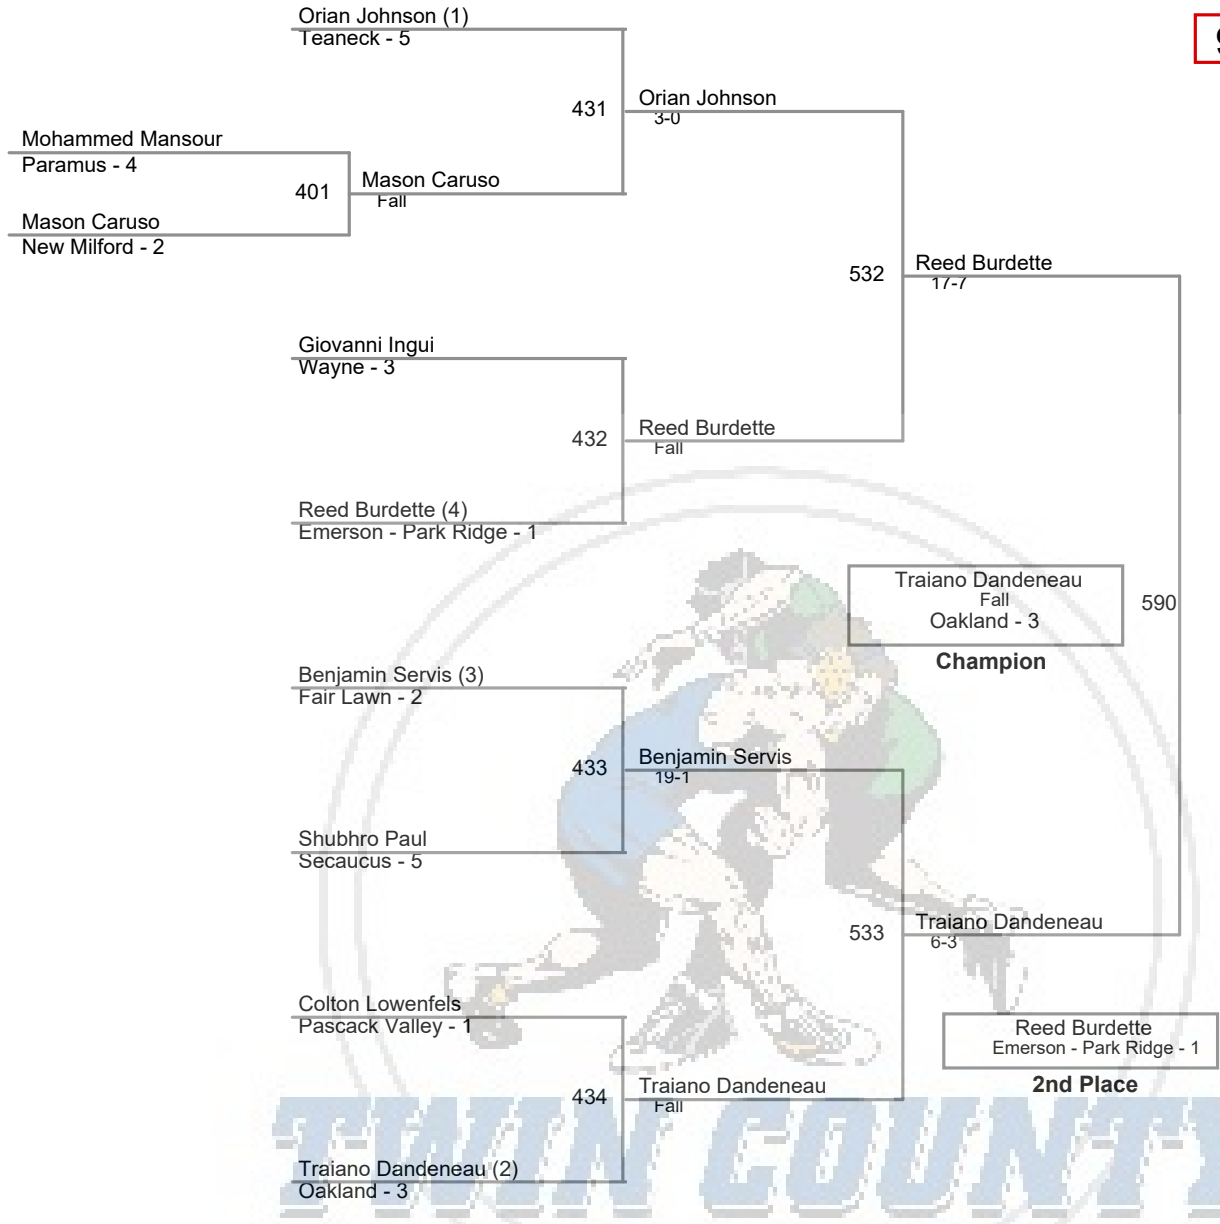 Orian Johnson (1)
Teaneck - 5
431
Orian Johnson
3-0
Mohammed Mansour
Paramus - 4
401
Mason Caruso
Fall
Mason Caruso
New Milford - 2
532
Reed Burdette
17-7
Giovanni Ingui
Wayne - 3
432
Reed Burdette
Fall
Reed Burdette (4)
Emerson - Park Ridge - 1
Traiano Dandeneau
Fall
Oakland - 3
590
Champion
Benjamin Servis (3)
Fair Lawn - 2
433
Benjamin Servis
19-1
Shubhro Paul
Secaucus - 5
533
Traiano Dandeneau
6-3
Colton Lowenfels
Pascack Valley - 1
Reed Burdette
Emerson - Park Ridge - 1
2nd Place
434
Traiano Dandeneau
Fall
Traiano Dandeneau (2)
Oakland - 3
TWIN COUNTY